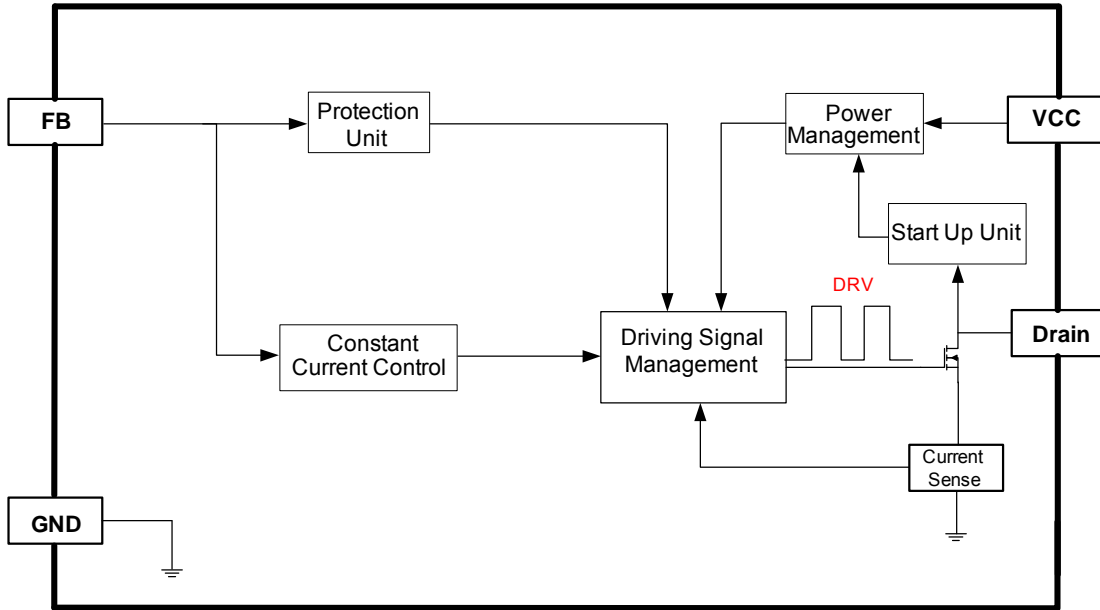 FB
Protection
Unit
Power
Management
VCC
Start Up Unit
DRV
Drain
Constant
Current Control
Driving Signal
Management
Current
Sense
GND